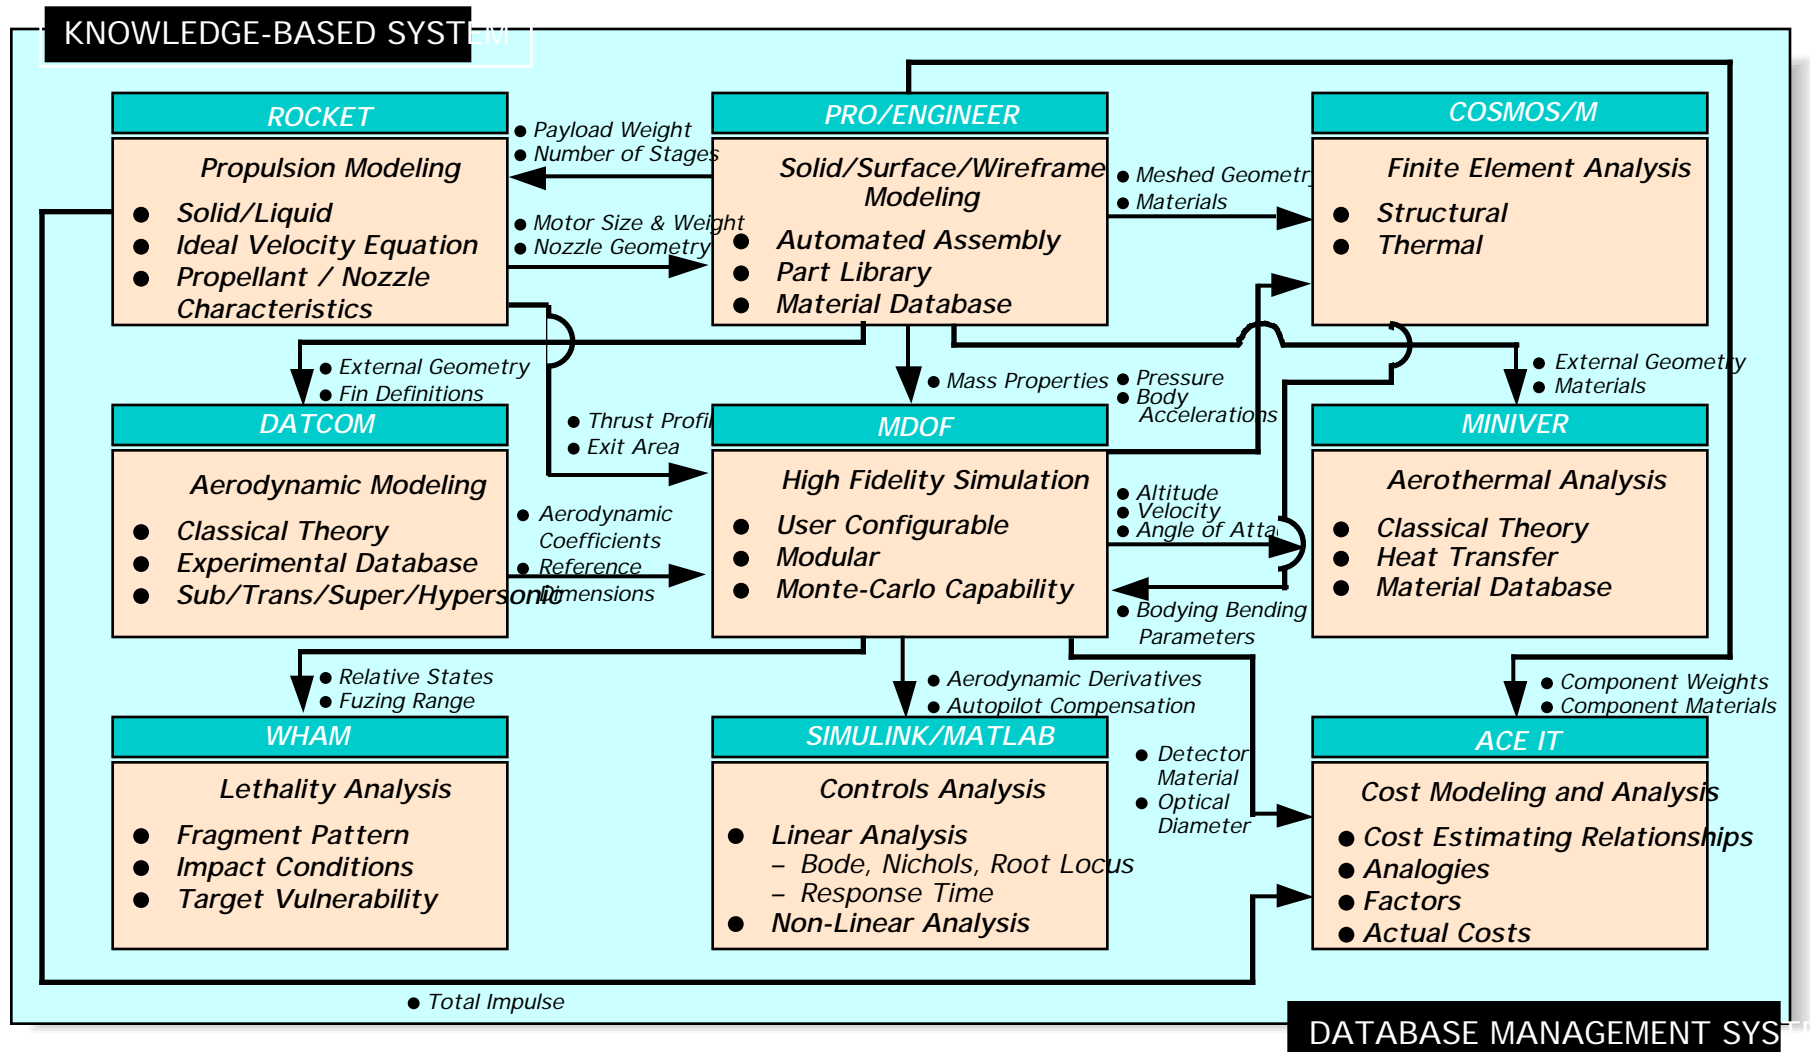 KNOWLEDGE-BASED SYSTEM
ROCKET
Propulsion Modeling
● Solid/Liquid
● Ideal Velocity Equation
● Propellant / Nozzle
Characteristics
● Payload Weight
● Number of Stages
● Motor Size & Weight
● Nozzle Geometry
PRO/ENGINEER
Solid/Surface/Wireframe
Modeling
● Automated Assembly
● Part Library
● Material Database
● Meshed Geometr
● Materials
COSMOS/M
Finite Element Analysis
● Structural
● Thermal
● External Geometry
● Fin Definitions
● Thrust Profil
● Exit Area
● Mass Properties
● Pressure
● Body
Accelerations
● External Geometry
● Materials
DATCOM
Aerodynamic Modeling
● Classical Theory
● Experimental Database
● Sub/Trans/Super/Hypersonic
● Aerodynamic
Coefficients
● Reference
Dimensions
MDOF
High Fidelity Simulation
● User Configurable
● Modular
● Monte-Carlo Capability
● Altitude
● Velocity
● Angle of Atta
● Bodying Bending
Parameters
MINIVER
Aerothermal Analysis
● Classical Theory
● Heat Transfer
● Material Database
● Relative States
● Fuzing Range
● Aerodynamic Derivatives
● Autopilot Compensation
● Component Weights
● Component Materials
WHAM
Lethality Analysis
● Fragment Pattern
● Impact Conditions
● Target Vulnerability
SIMULINK/MATLAB
Controls Analysis
● Linear Analysis
– Bode, Nichols, Root Locus
– Response Time
● Non-Linear Analysis
● Detector
Material
● Optical
Diameter
ACE IT
Cost Modeling and Analysis
● Cost Estimating Relationships
● Analogies
● Factors
● Actual Costs
● Total Impulse
DATABASE MANAGEMENT SYSTE